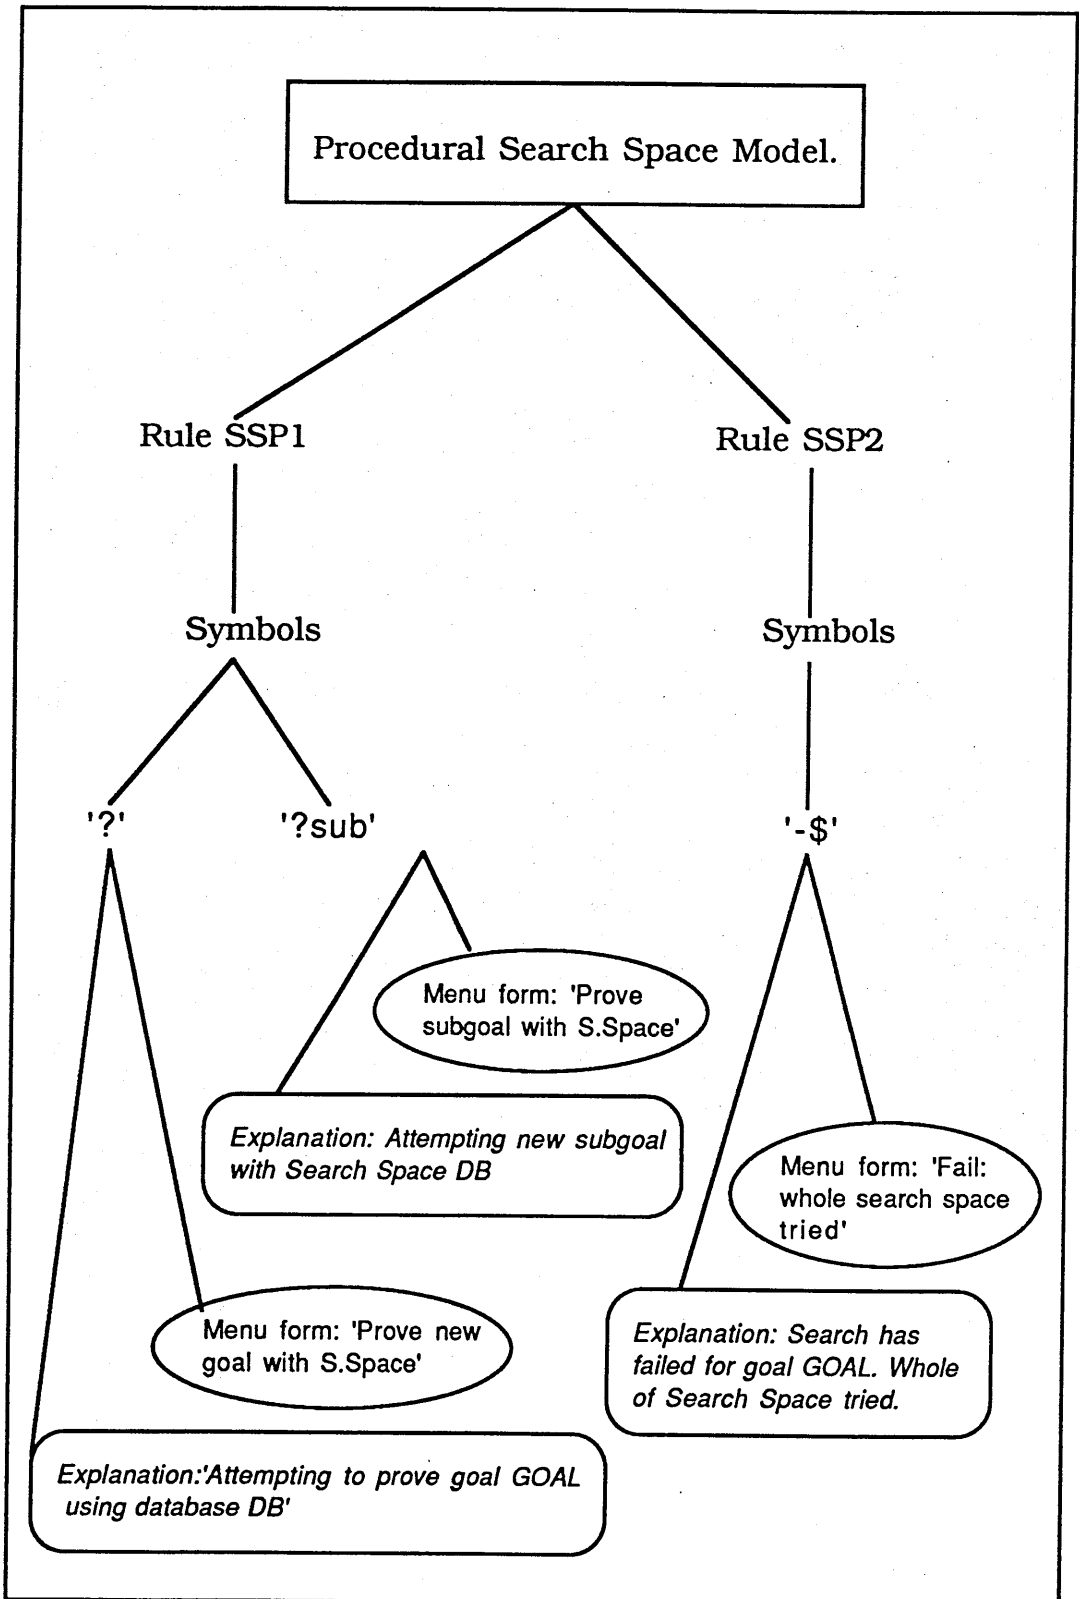 Procedural Search Space Model.
Rule SSP1
Rule SSP2
Symbols
Symbols
'?'
'?sub'
'-$'
Menu form: 'Prove
subgoal with S.Space'
Explanation: Attempting new subgoal
with Search Space DB
Menu form: 'Fail:
whole search space
tried'
Menu form: 'Prove new
goal with S.Space'
Explanation: Search has
failed for goal GOAL. Whole
of Search Space tried.
Explanation:'Attempting to prove goal GOAL
using database DB'